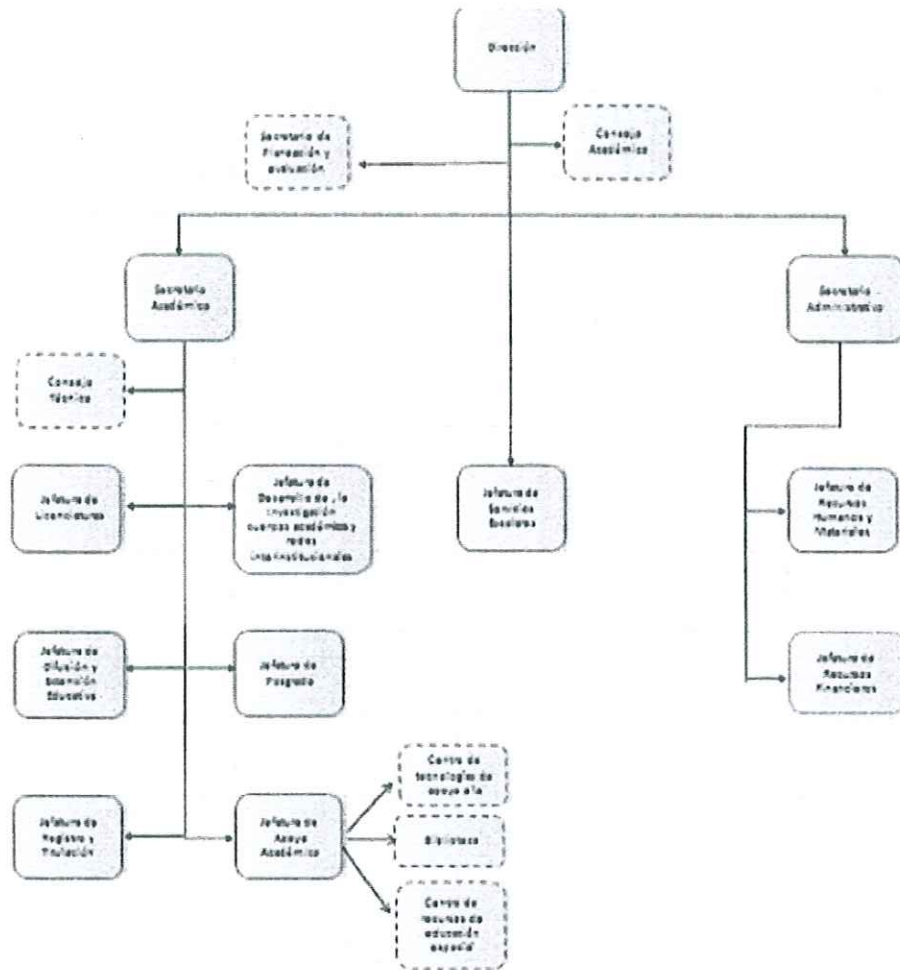 Dirección
Secretaría de
Planeación y
evaluación
Consejo
Académico
Secretaría
Académica
Secretaría
Administrativa
Consejo
Técnico
Jefatura de
Licenciaturas
Jefatura de
Desarrollo de la
Investigación
cuerpos académicos y
redes
interinstitucionales
Jefatura de
Servicios
Escolares
Jefatura de
Recursos
Humanos y
Materiales
Jefatura de
Difusión y
Extensión
Educativa
Jefatura de
Posgrado
Jefatura de
Recursos
Financieros
Jefatura de
Registro y
Titulación
Jefatura de
Apoyo
Académico
Centro de
tecnologías de
apoyo a la
Biblioteca
Centro de
recursos de
educación
especial